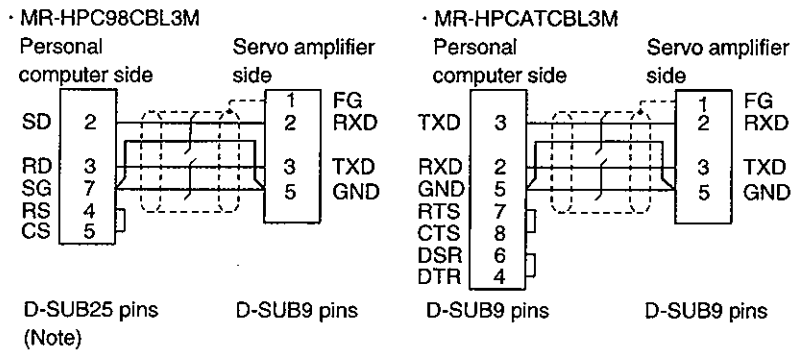 · MR-HPC98CBL3M
Personal
computer side
Servo amplifier
side
SD 2
RD 3
SG 7
RS 4
CS 5
1 FG
2 RXD
3 TXD
5 GND
D-SUB25 pins
(Note)
D-SUB9 pins
· MR-HPCATCBL3M
Personal
computer side
Servo amplifier
side
TXD 3
RXD 2
GND 5
RTS 7
CTS 8
DSR 6
DTR 4
1 FG
2 RXD
3 TXD
5 GND
D-SUB9 pins
D-SUB9 pins